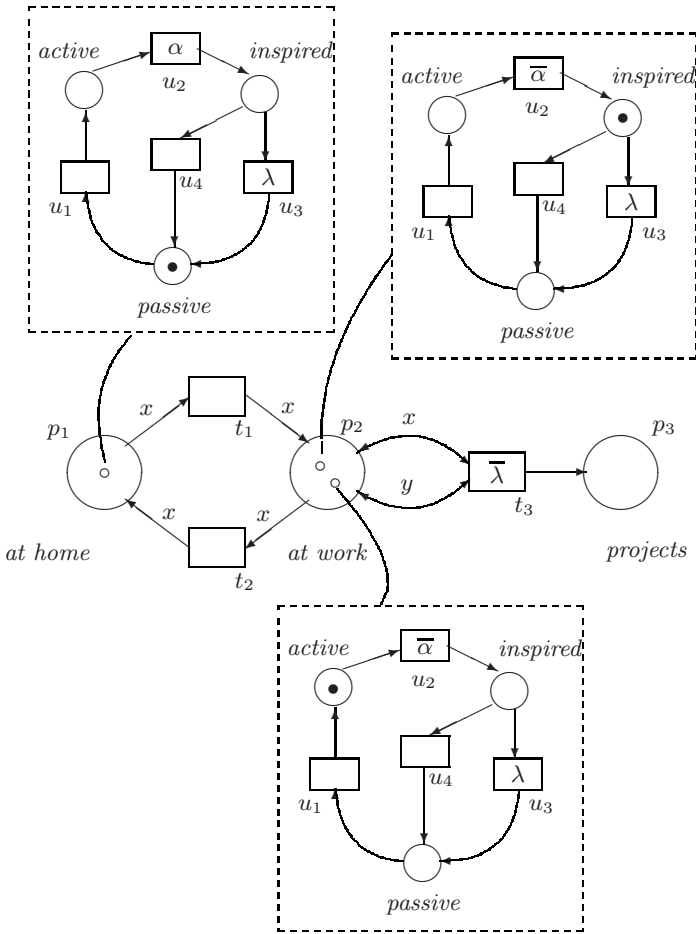 active
α
inspired
u2
u4
λ
u1
u3
passive
active
α̅
inspired
u2
u4
λ
u1
u3
passive
p1
x
t1
x
p2
x
λ̅
p3
y
t3
x
x
at home
t2
at work
projects
active
α̅
inspired
u2
u4
λ
u1
u3
passive